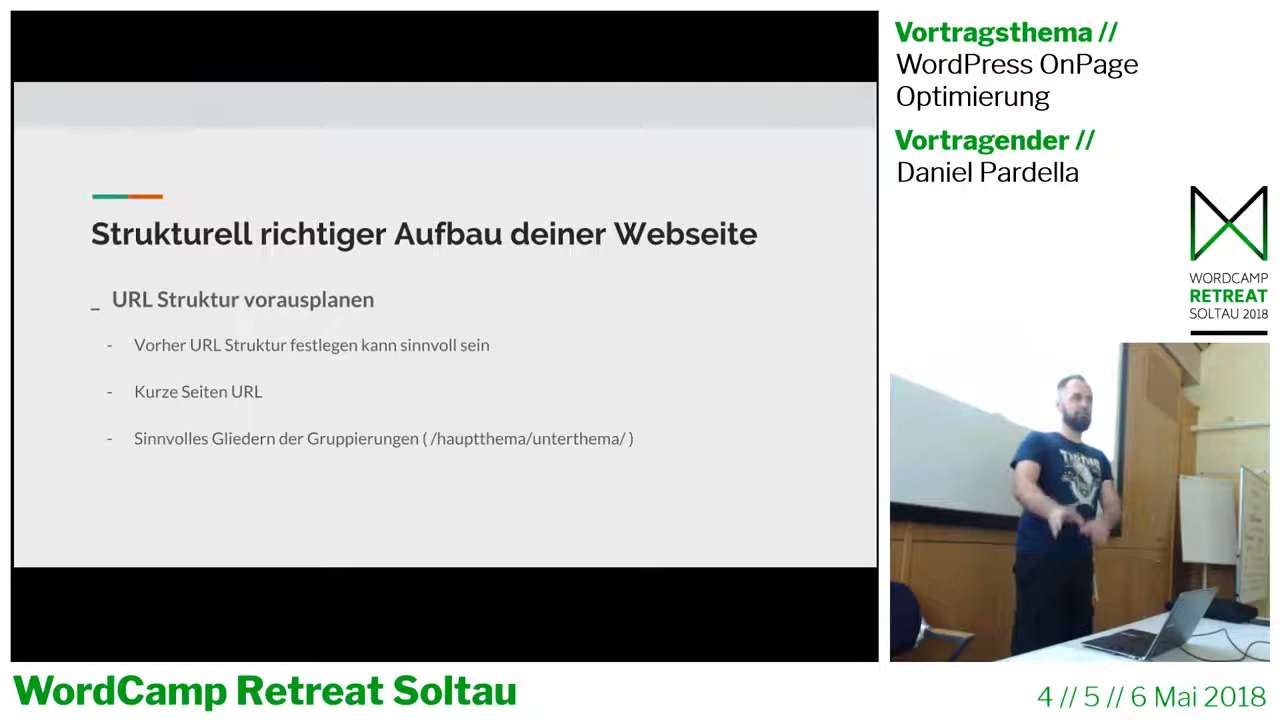 Strukturell richtiger Aufbau deiner Webseite
_ URL Struktur vorausplanen
- Vorher URL Struktur festlegen kann sinnvoll sein
- Kurze Seiten URL
- Sinnvolles Gliedern der Gruppierungen ( /hauptthema/unterthema/ )
Vortragsthema //
WordPress OnPage
Optimierung
Vortragender //
Daniel Pardella
WORDCAMP
RETREAT
SOLTAU 2018
WordCamp Retreat Soltau
4 // 5 // 6 Mai 2018